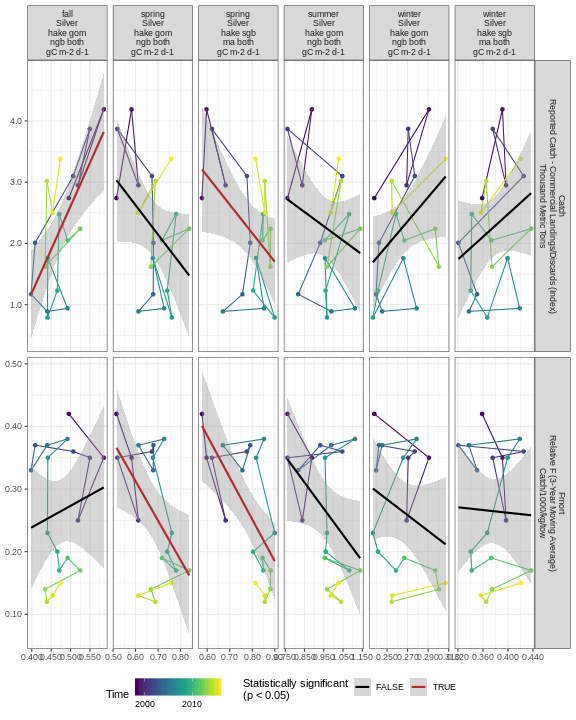 fall
Silver
hake gom
ngb both
gC m-2 d-1
spring
Silver
hake gom
ngb both
gC m-2 d-1
spring
Silver
hake sgb
ma both
gC m-2 d-1
summer
Silver
hake gom
ngb both
gC m-2 d-1
winter
Silver
hake gom
ngb both
gC m-2 d-1
winter
Silver
hake sgb
ma both
gC m-2 d-1
4.0
3.0
2.0
1.0
Catch
Reported Catch - Commercial Landings/Discards (Index)
Thousand Metric Tons
0.50
0.40
0.30
0.20
0.10
Fmort
Relative F (3-Year Moving Average)
Catch/1000/kg/tow
0.400 0.450 0.500 0.550
0.50 0.60 0.70 0.80
0.60 0.70 0.80 0.90
0.750 0.850 0.950 1.050 1.150
0.250 0.270 0.290 0.310
0.320 0.360 0.400 0.440
Time
2000 2010
Statistically significant
(p < 0.05)
FALSE
TRUE